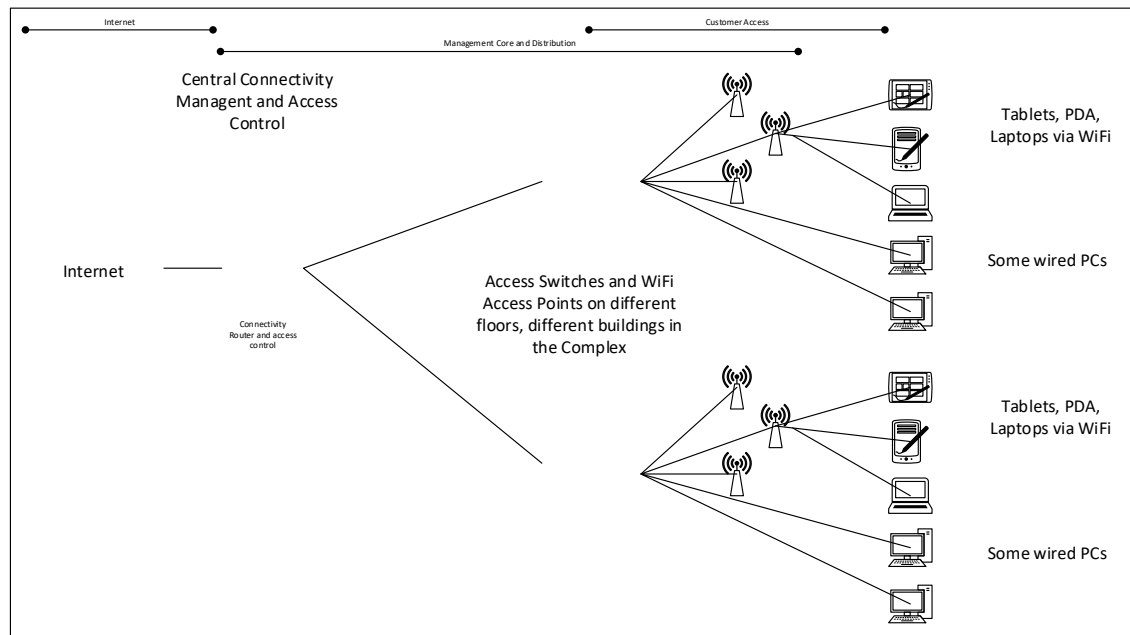 Internet
Customer Access
Management Core and Distribution
Central Connectivity
Managent and Access
Control
Tablets, PDA,
Laptops via WiFi
Internet
Some wired PCs
Access Switches and WiFi
Access Points on different
floors, different buildings in
the Complex
Connectivity
Router and access
control
Tablets, PDA,
Laptops via WiFi
Some wired PCs